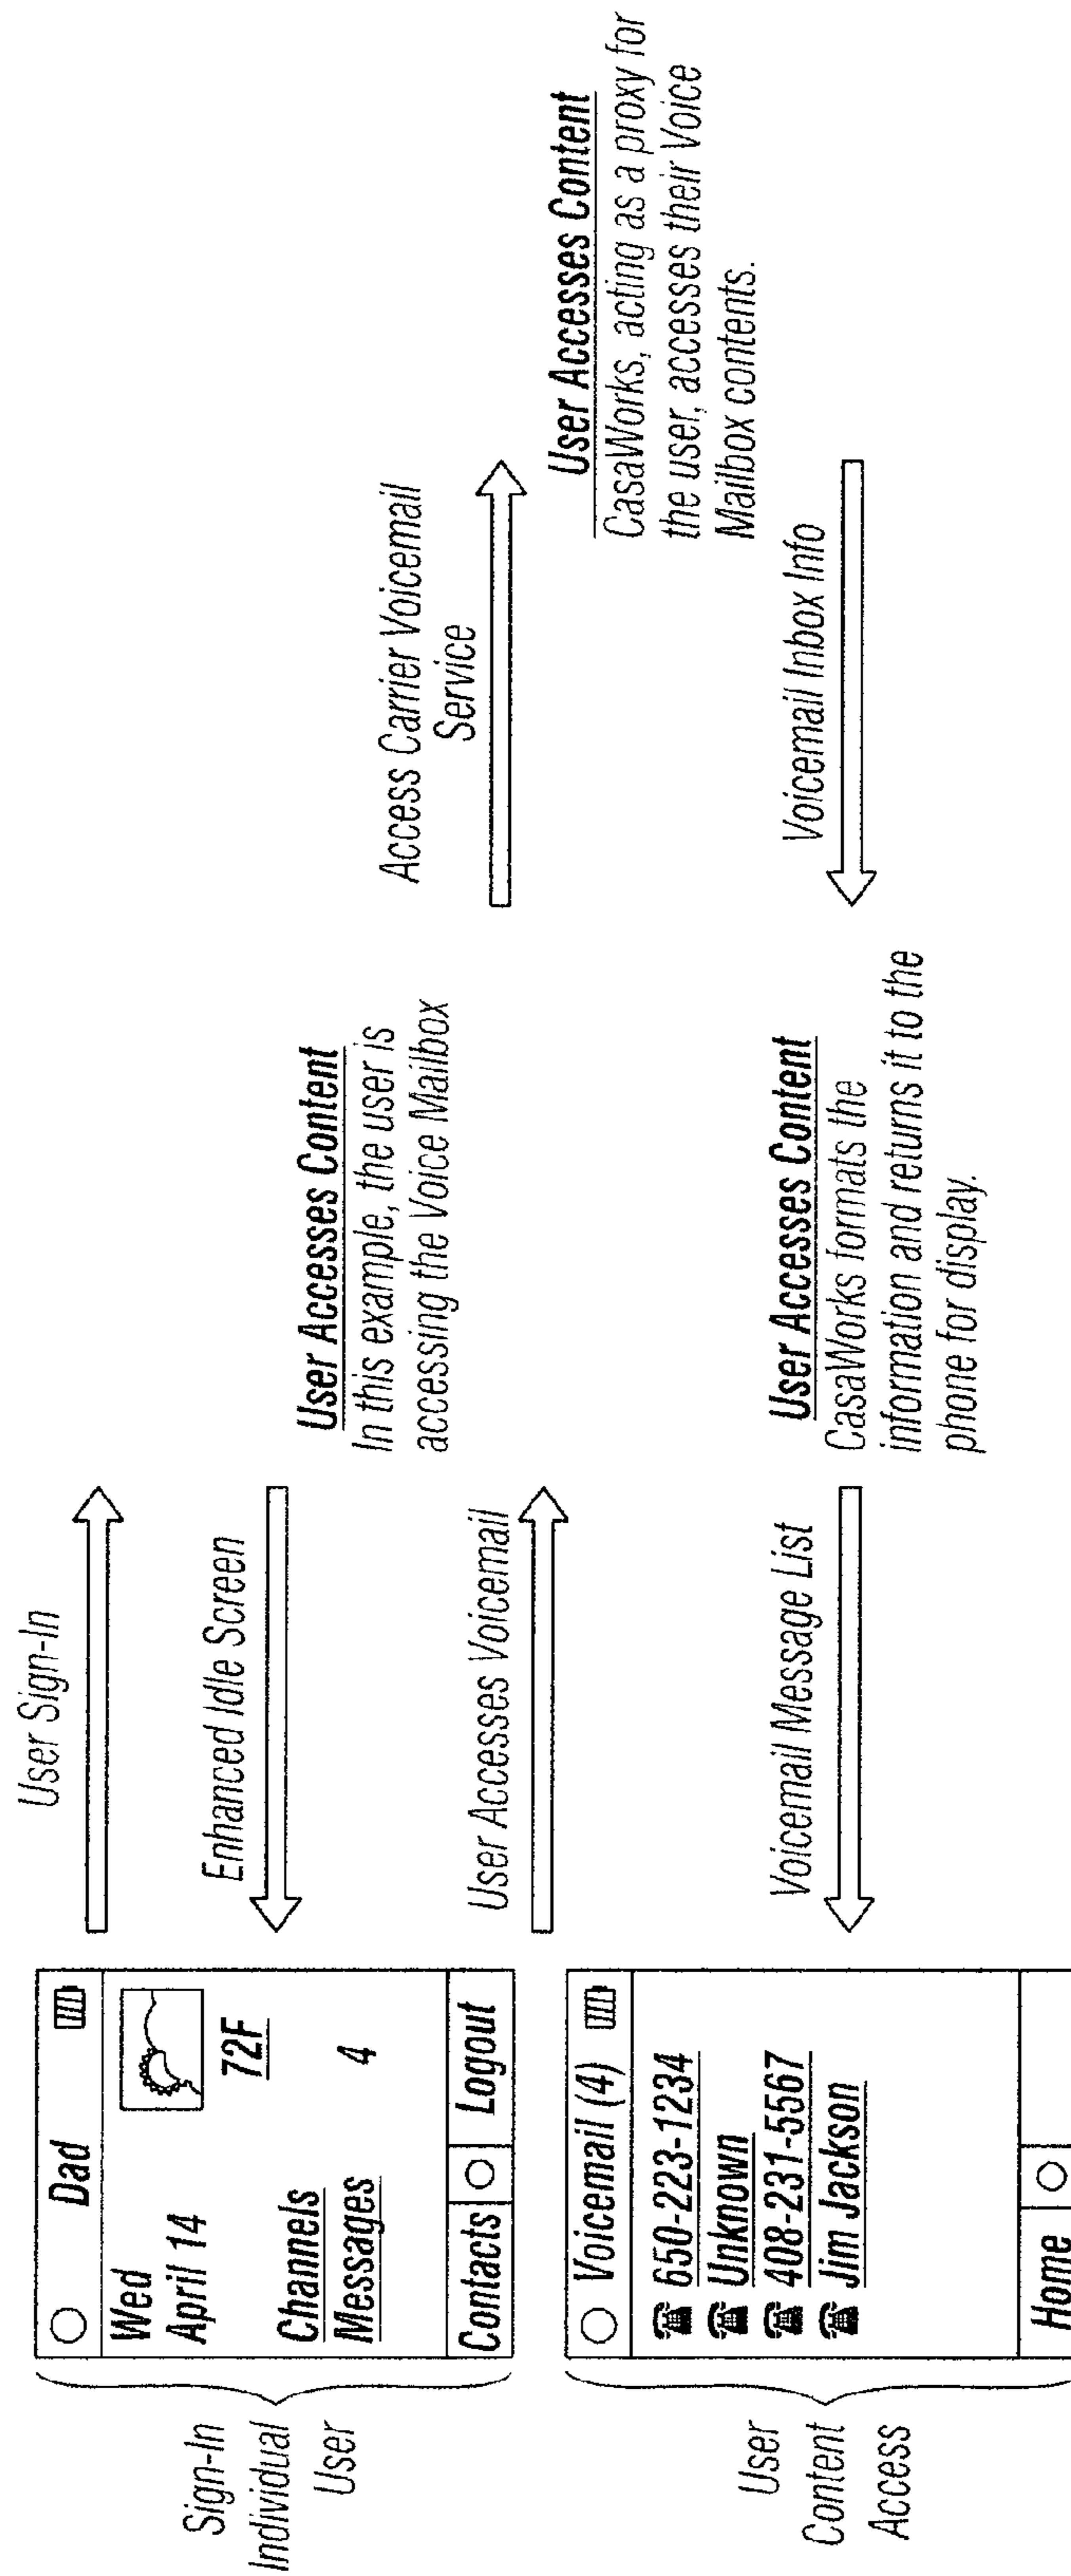 Sign-In
Individual
User
Dad
Wed
April 14
72F
Channels
Messages 4
Contacts Logout
User Sign-In
Enhanced Idle Screen
User Accesses Content
In this example, the user is
accessing the Voice Mailbox
Access Carrier Voicemail
Service
User Accesses Content
CasaWorks, acting as a proxy for
the user, accesses their Voice
Mailbox contents.
User
Content
Access
Voicemail (4)
650-223-1234
Unknown
408-231-5567
Jim Jackson
Home
User Accesses Voicemail
Voicemail Message List
User Accesses Content
CasaWorks formats the
information and returns it to the
phone for display.
Voicemail Inbox Info